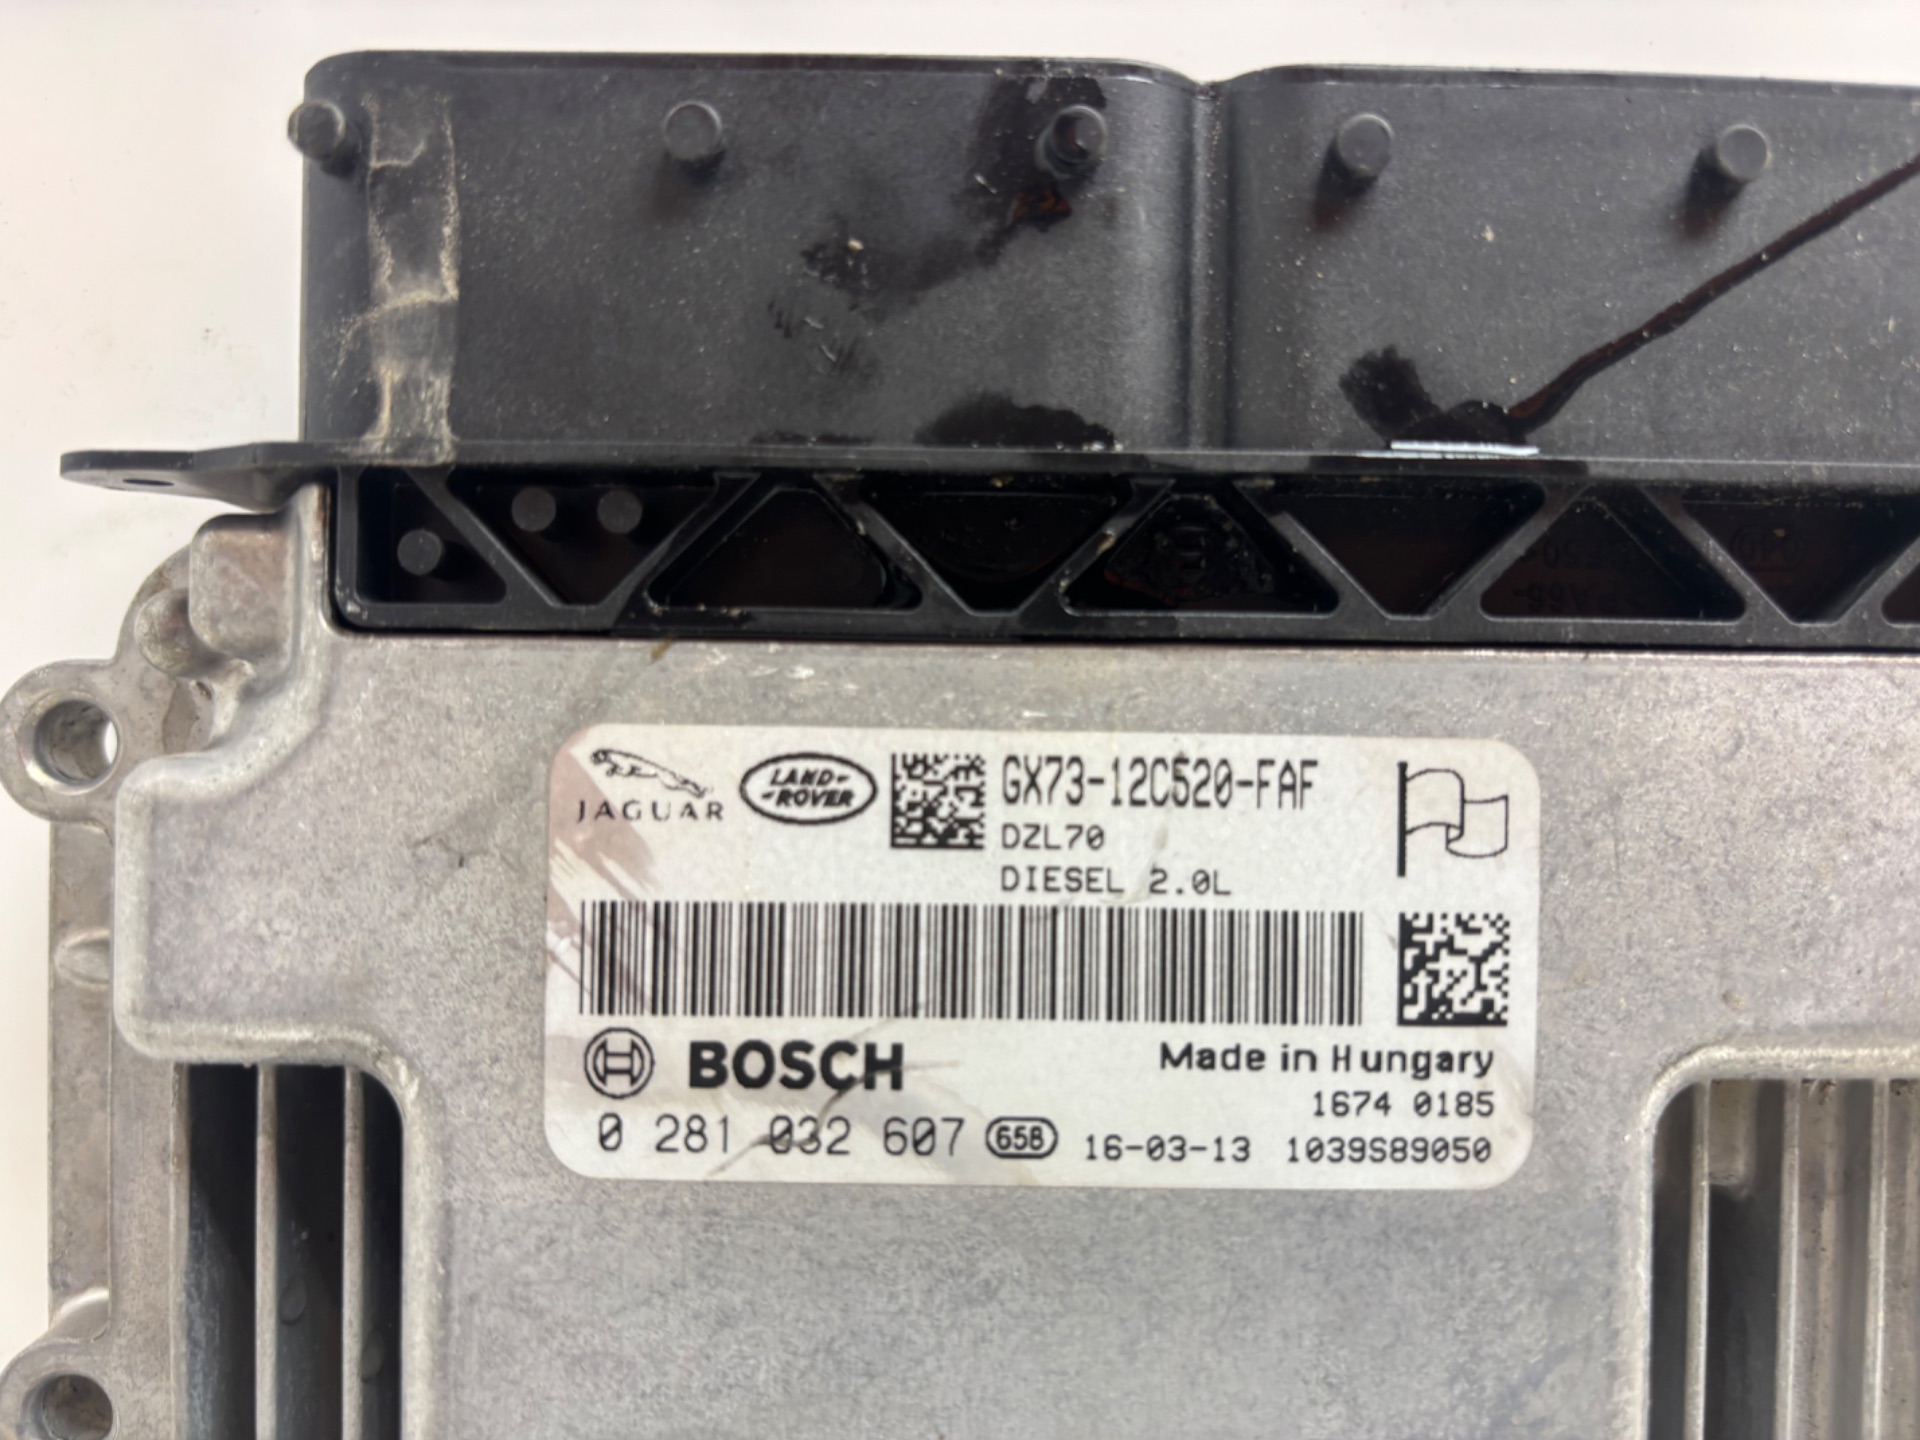 JAGUAR
LAND-
-ROVER
GX73-12C520-FAF
DZL70
DIESEL 2.0L
BOSCH
Made in Hungary
1674 0185
0 281 032 607 658 16-03-13 1039S89050